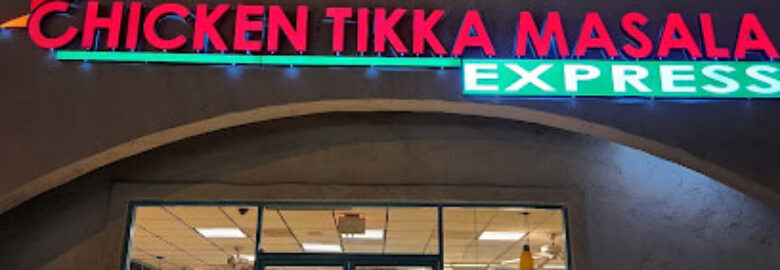 CHICKEN TIKKA MASALA
EXPRESS